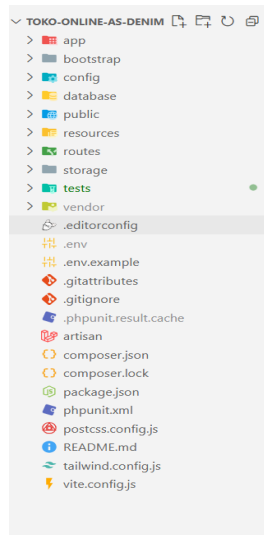 TOKO-ONLINE-AS-DENIM
app
bootstrap
config
database
public
resources
routes
storage
tests
vendor
.editorconfig
.env
.env.example
.gitattributes
.gitignore
.phpunit.result.cache
artisan
composer.json
composer.lock
package.json
phpunit.xml
postcss.config.js
README.md
tailwind.config.js
vite.config.js